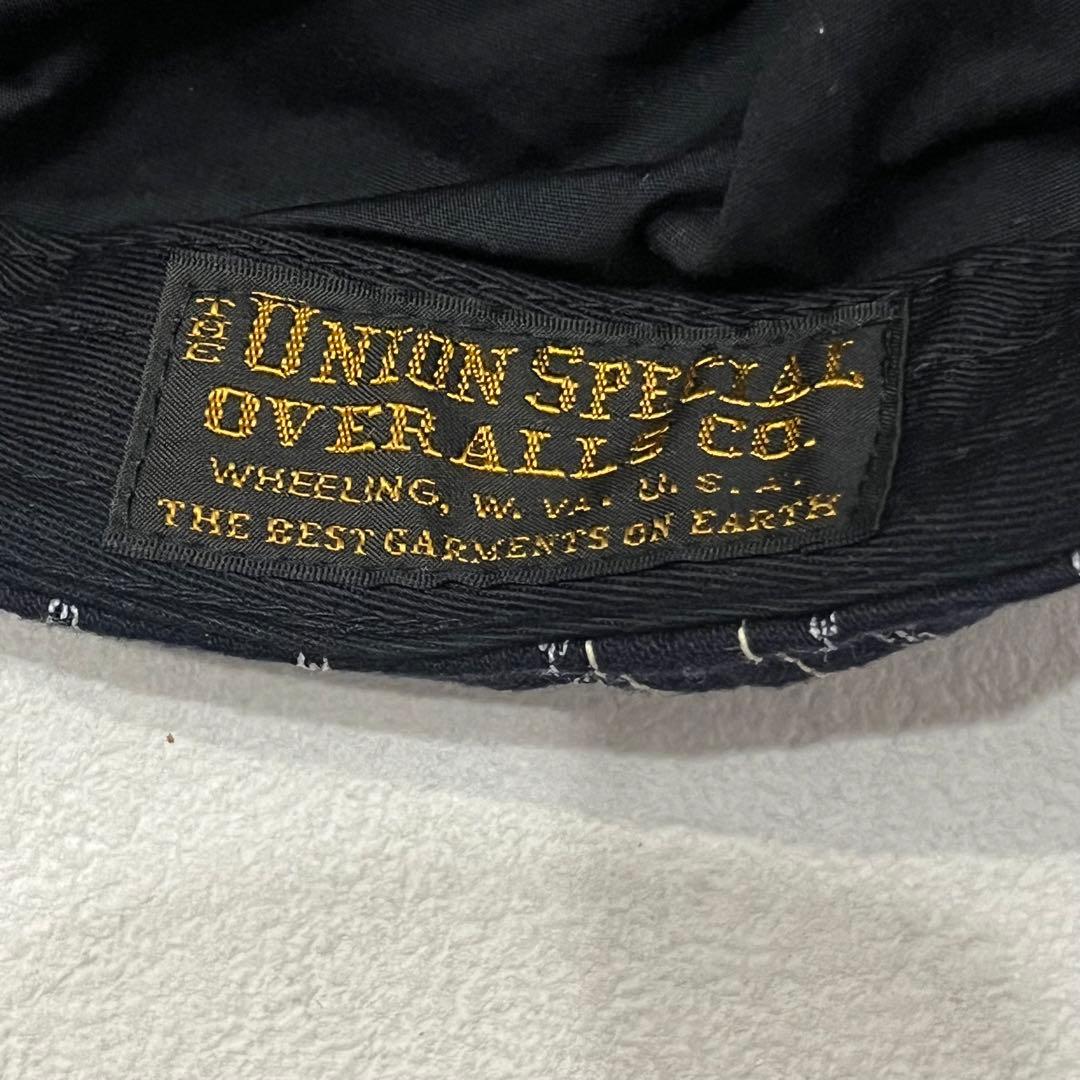 THE UNION SPECIAL
OVERALLS CO.
WHEELING, W. VA. U.S.A.
THE BEST GARMENTS ON EARTH